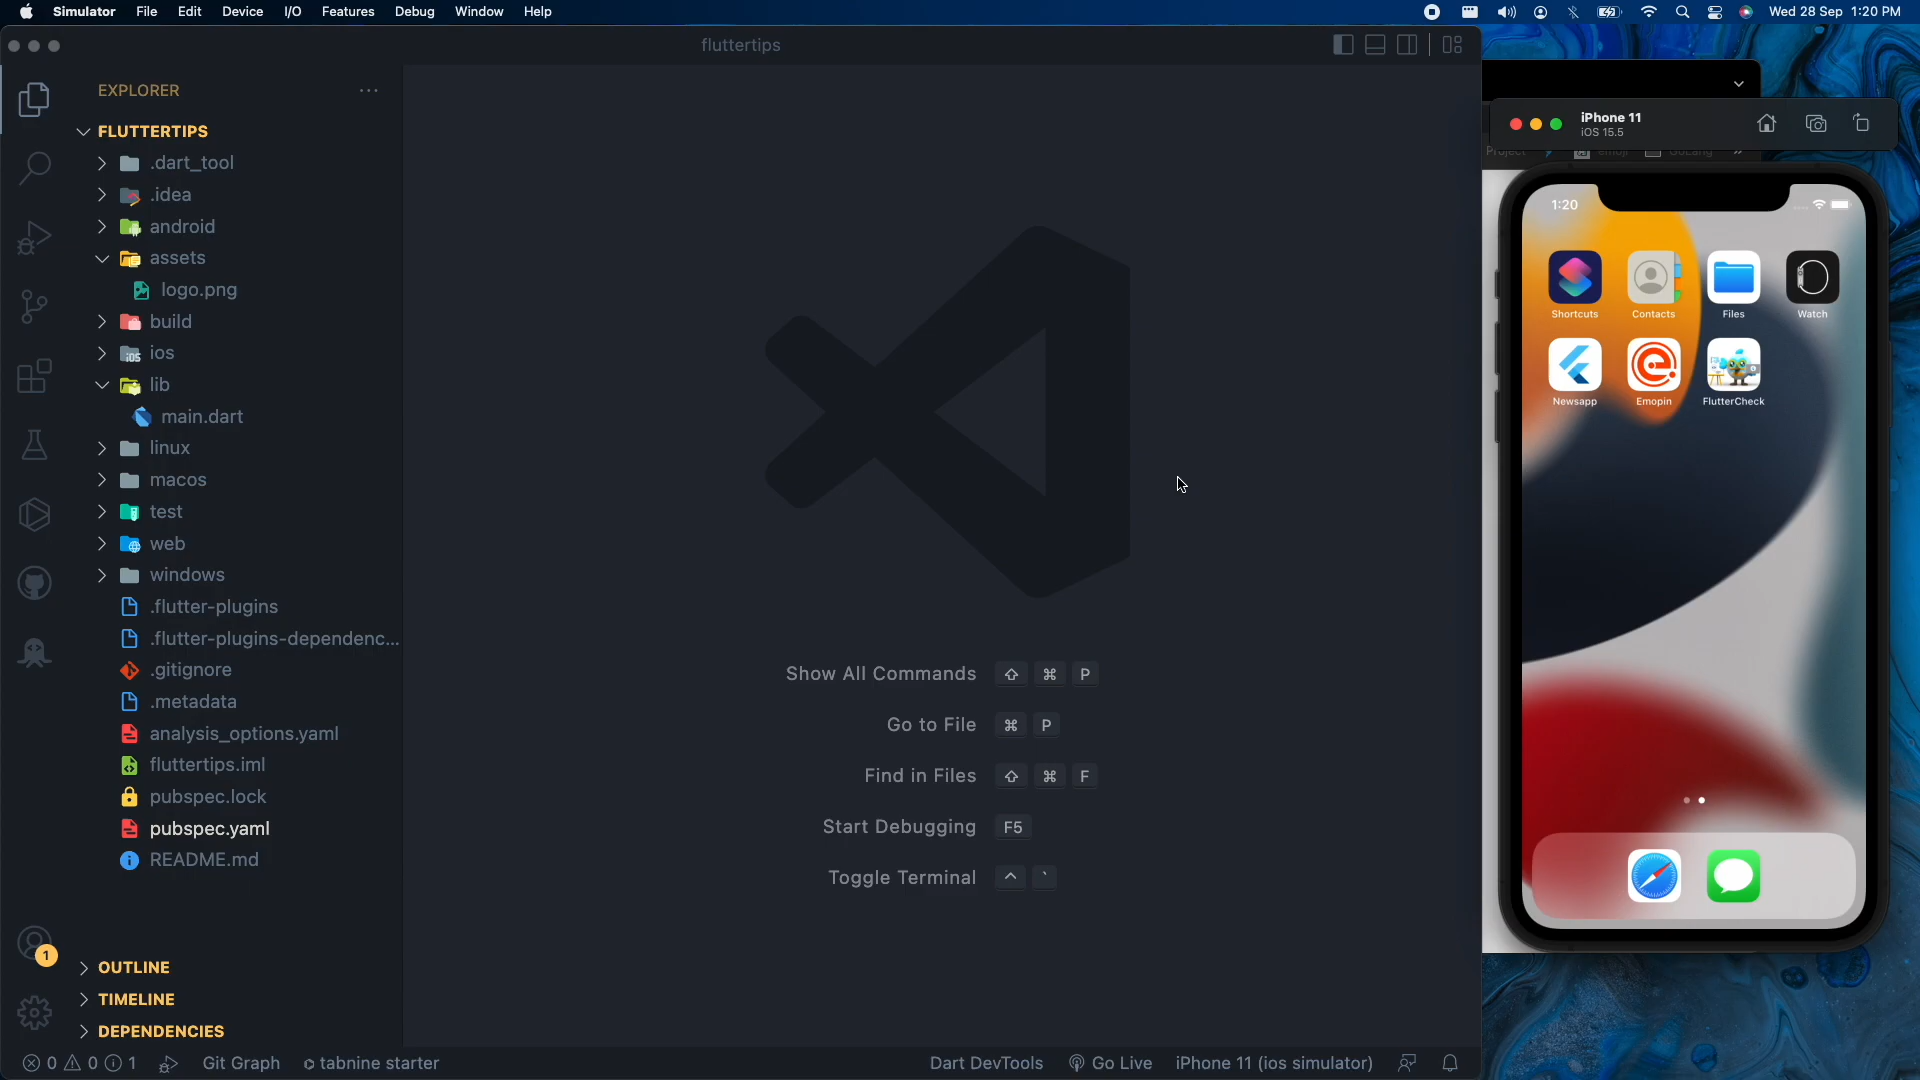 Simulator File Edit Device I/O Features Debug Window Help
Wed 28 Sep 1:20 PM
fluttertips
EXPLORER
FLUTTERTIPS
.dart_tool
.idea
android
assets
logo.png
build
ios
lib
main.dart
linux
macos
test
web
windows
.flutter-plugins
.flutter-plugins-dependenc...
.gitignore
.metadata
analysis_options.yaml
fluttertips.iml
pubspec.lock
pubspec.yaml
README.md
OUTLINE
TIMELINE
DEPENDENCIES
1
Show All Commands ⇧ ⌘ P
Go to File ⌘ P
Find in Files ⇧ ⌘ F
Start Debugging F5
Toggle Terminal ^ `
0 0 1 Git Graph tabnine starter
Dart DevTools Go Live iPhone 11 (ios simulator)
iPhone 11
iOS 15.5
Project emoji GoLang »
1:20
Shortcuts Contacts Files Watch
Newsapp Emopin FlutterCheck